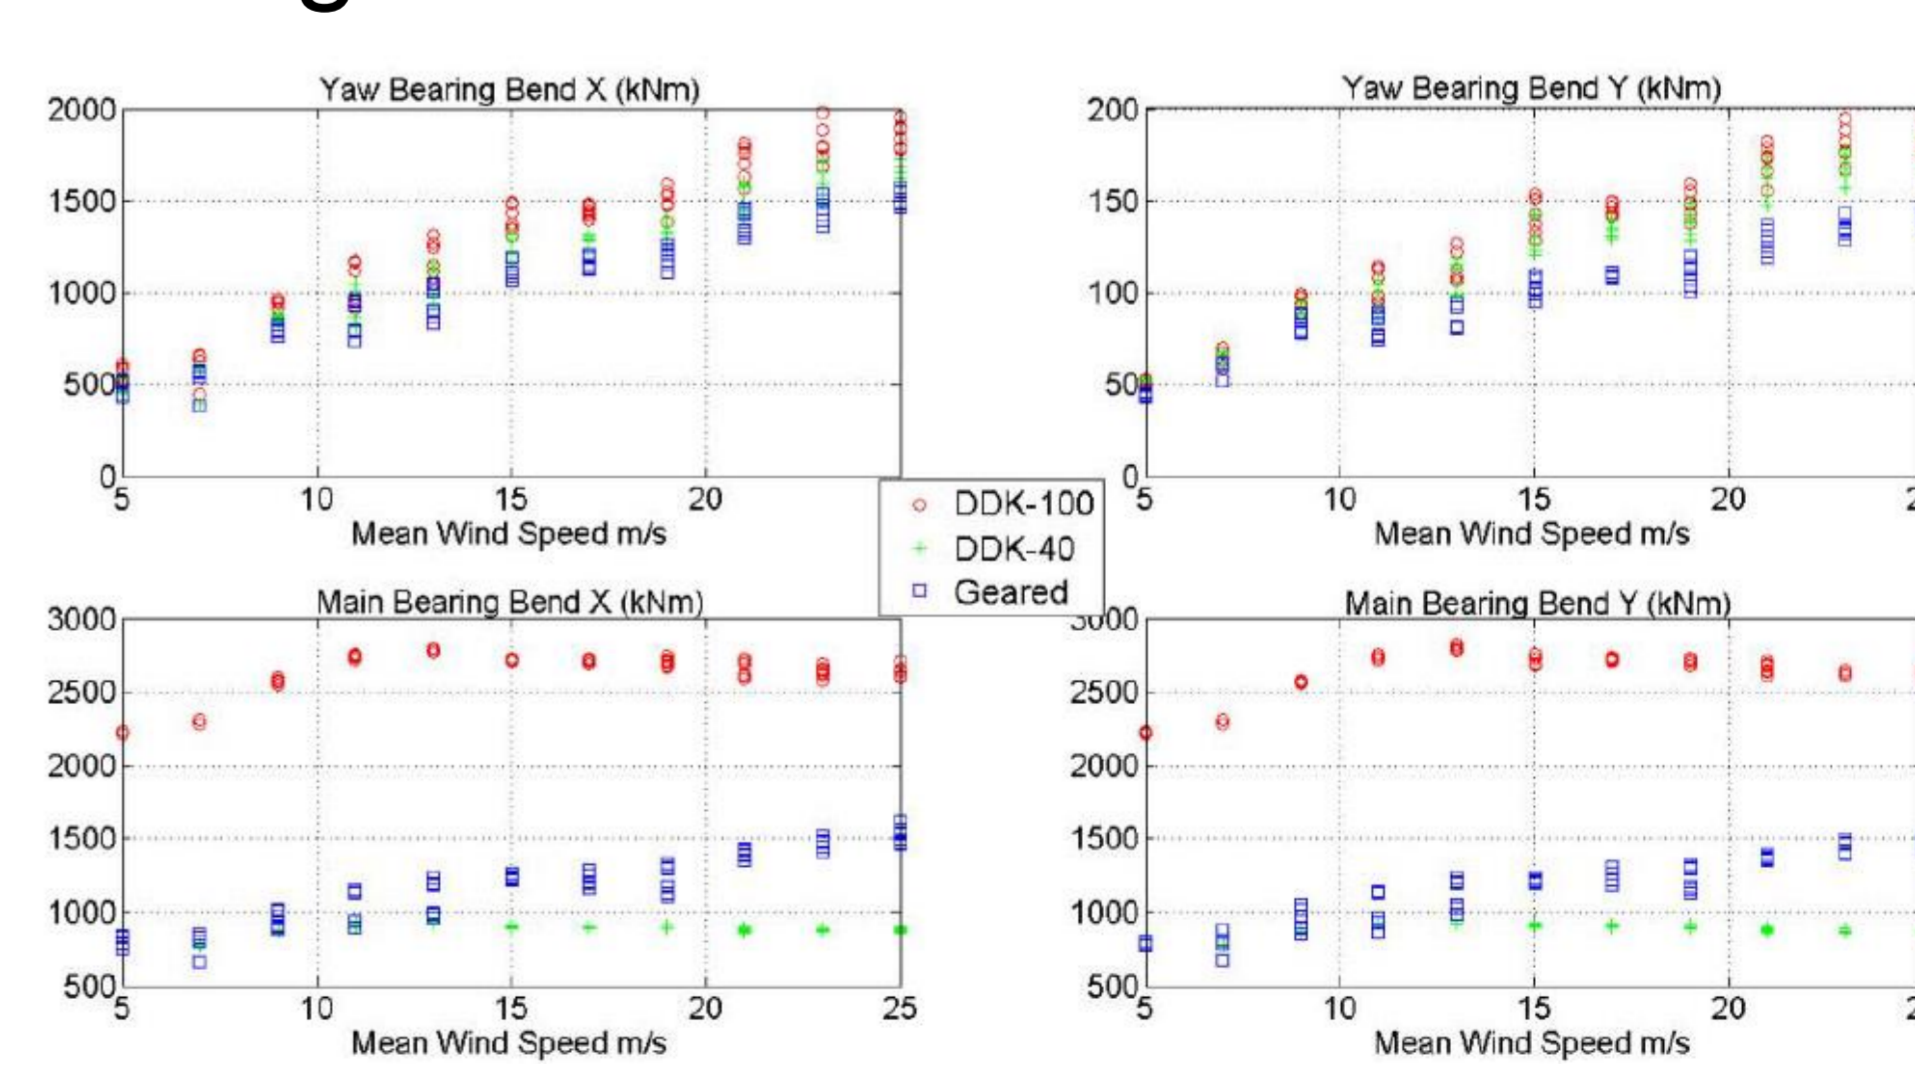 Yaw Bearing Bend X (kNm)
2000
1500
1000
500
0
5 10 15 20
Mean Wind Speed m/s
Yaw Bearing Bend Y (kNm)
200
150
100
50
0
5 10 15 20
Mean Wind Speed m/s
DDK-100
DDK-40
Geared
Main Bearing Bend X (kNm)
3000
2500
2000
1500
1000
500
5 10 15 20 25
Mean Wind Speed m/s
Main Bearing Bend Y (kNm)
3000
2500
2000
1500
1000
500
5 10 15 20
Mean Wind Speed m/s